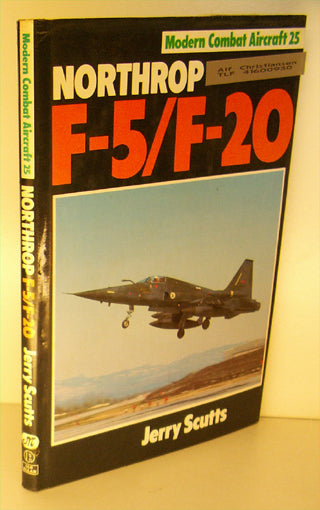 Modern Combat Aircraft 25
NORTHROP
F-5/F-20
Alf Christiansen
TLF 41600930
Jerry Scutts
Modern Combat Aircraft 25
NORTHROP F-5/F-20
Jerry Scutts